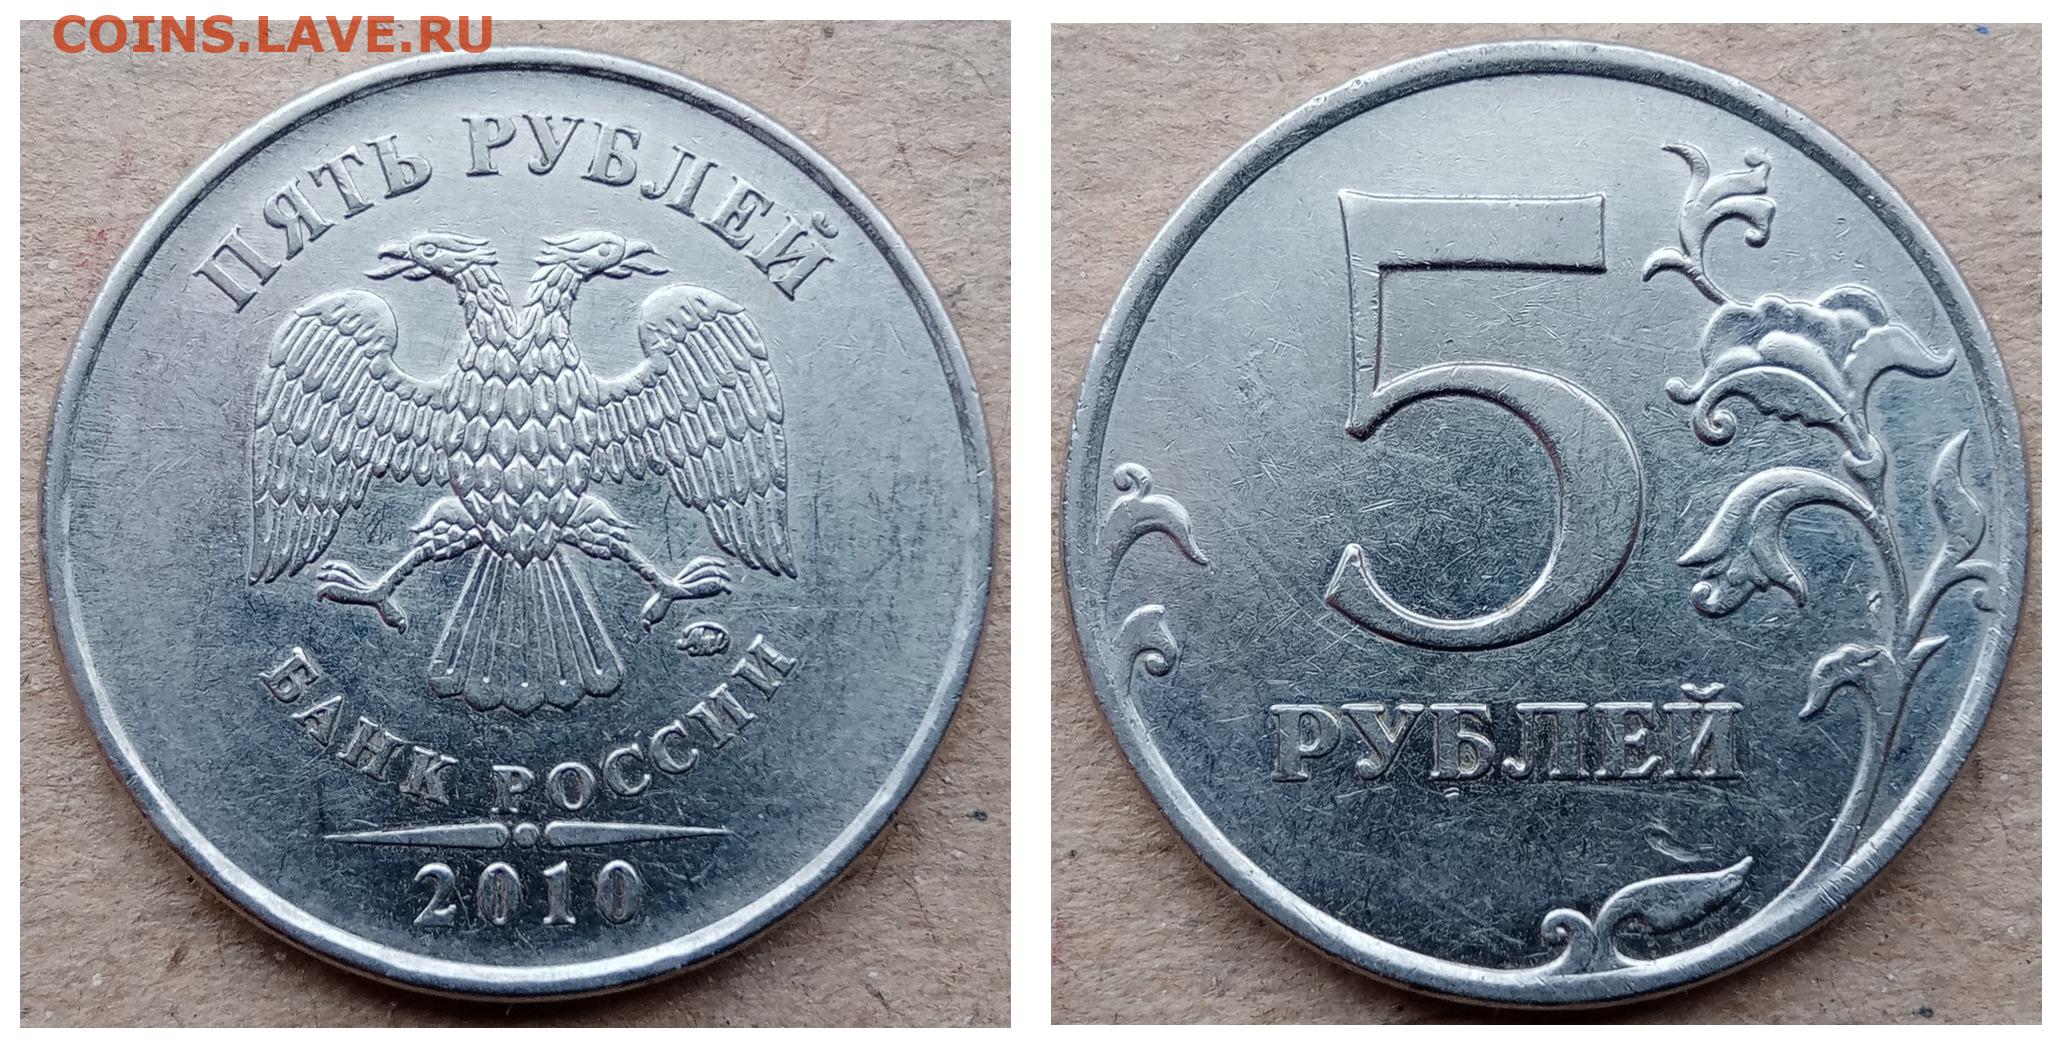 COINS.LAVE.RU
ПЯТЬ РУБЛЕЙ
БАНК РОССИИ
2010
5
РУБЛЕЙ